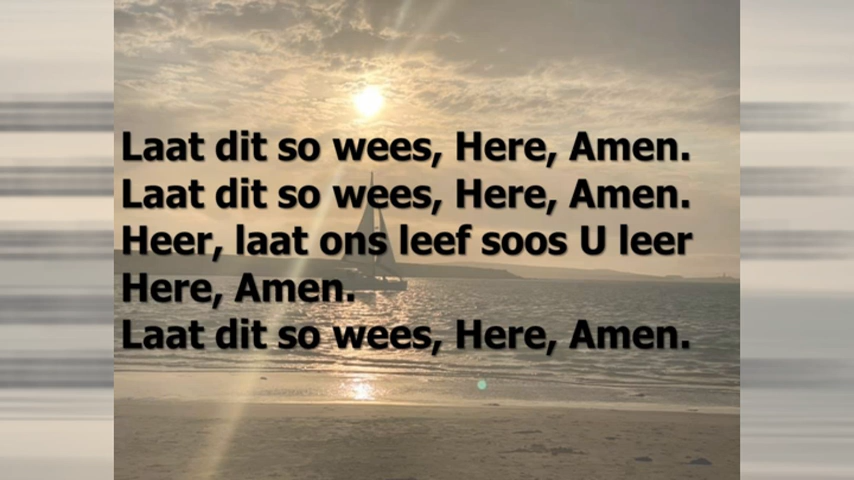 Laat dit so wees, Here, Amen.
Laat dit so wees, Here, Amen.
Heer, laat ons leef soos U leer
Here, Amen.
Laat dit so wees, Here, Amen.